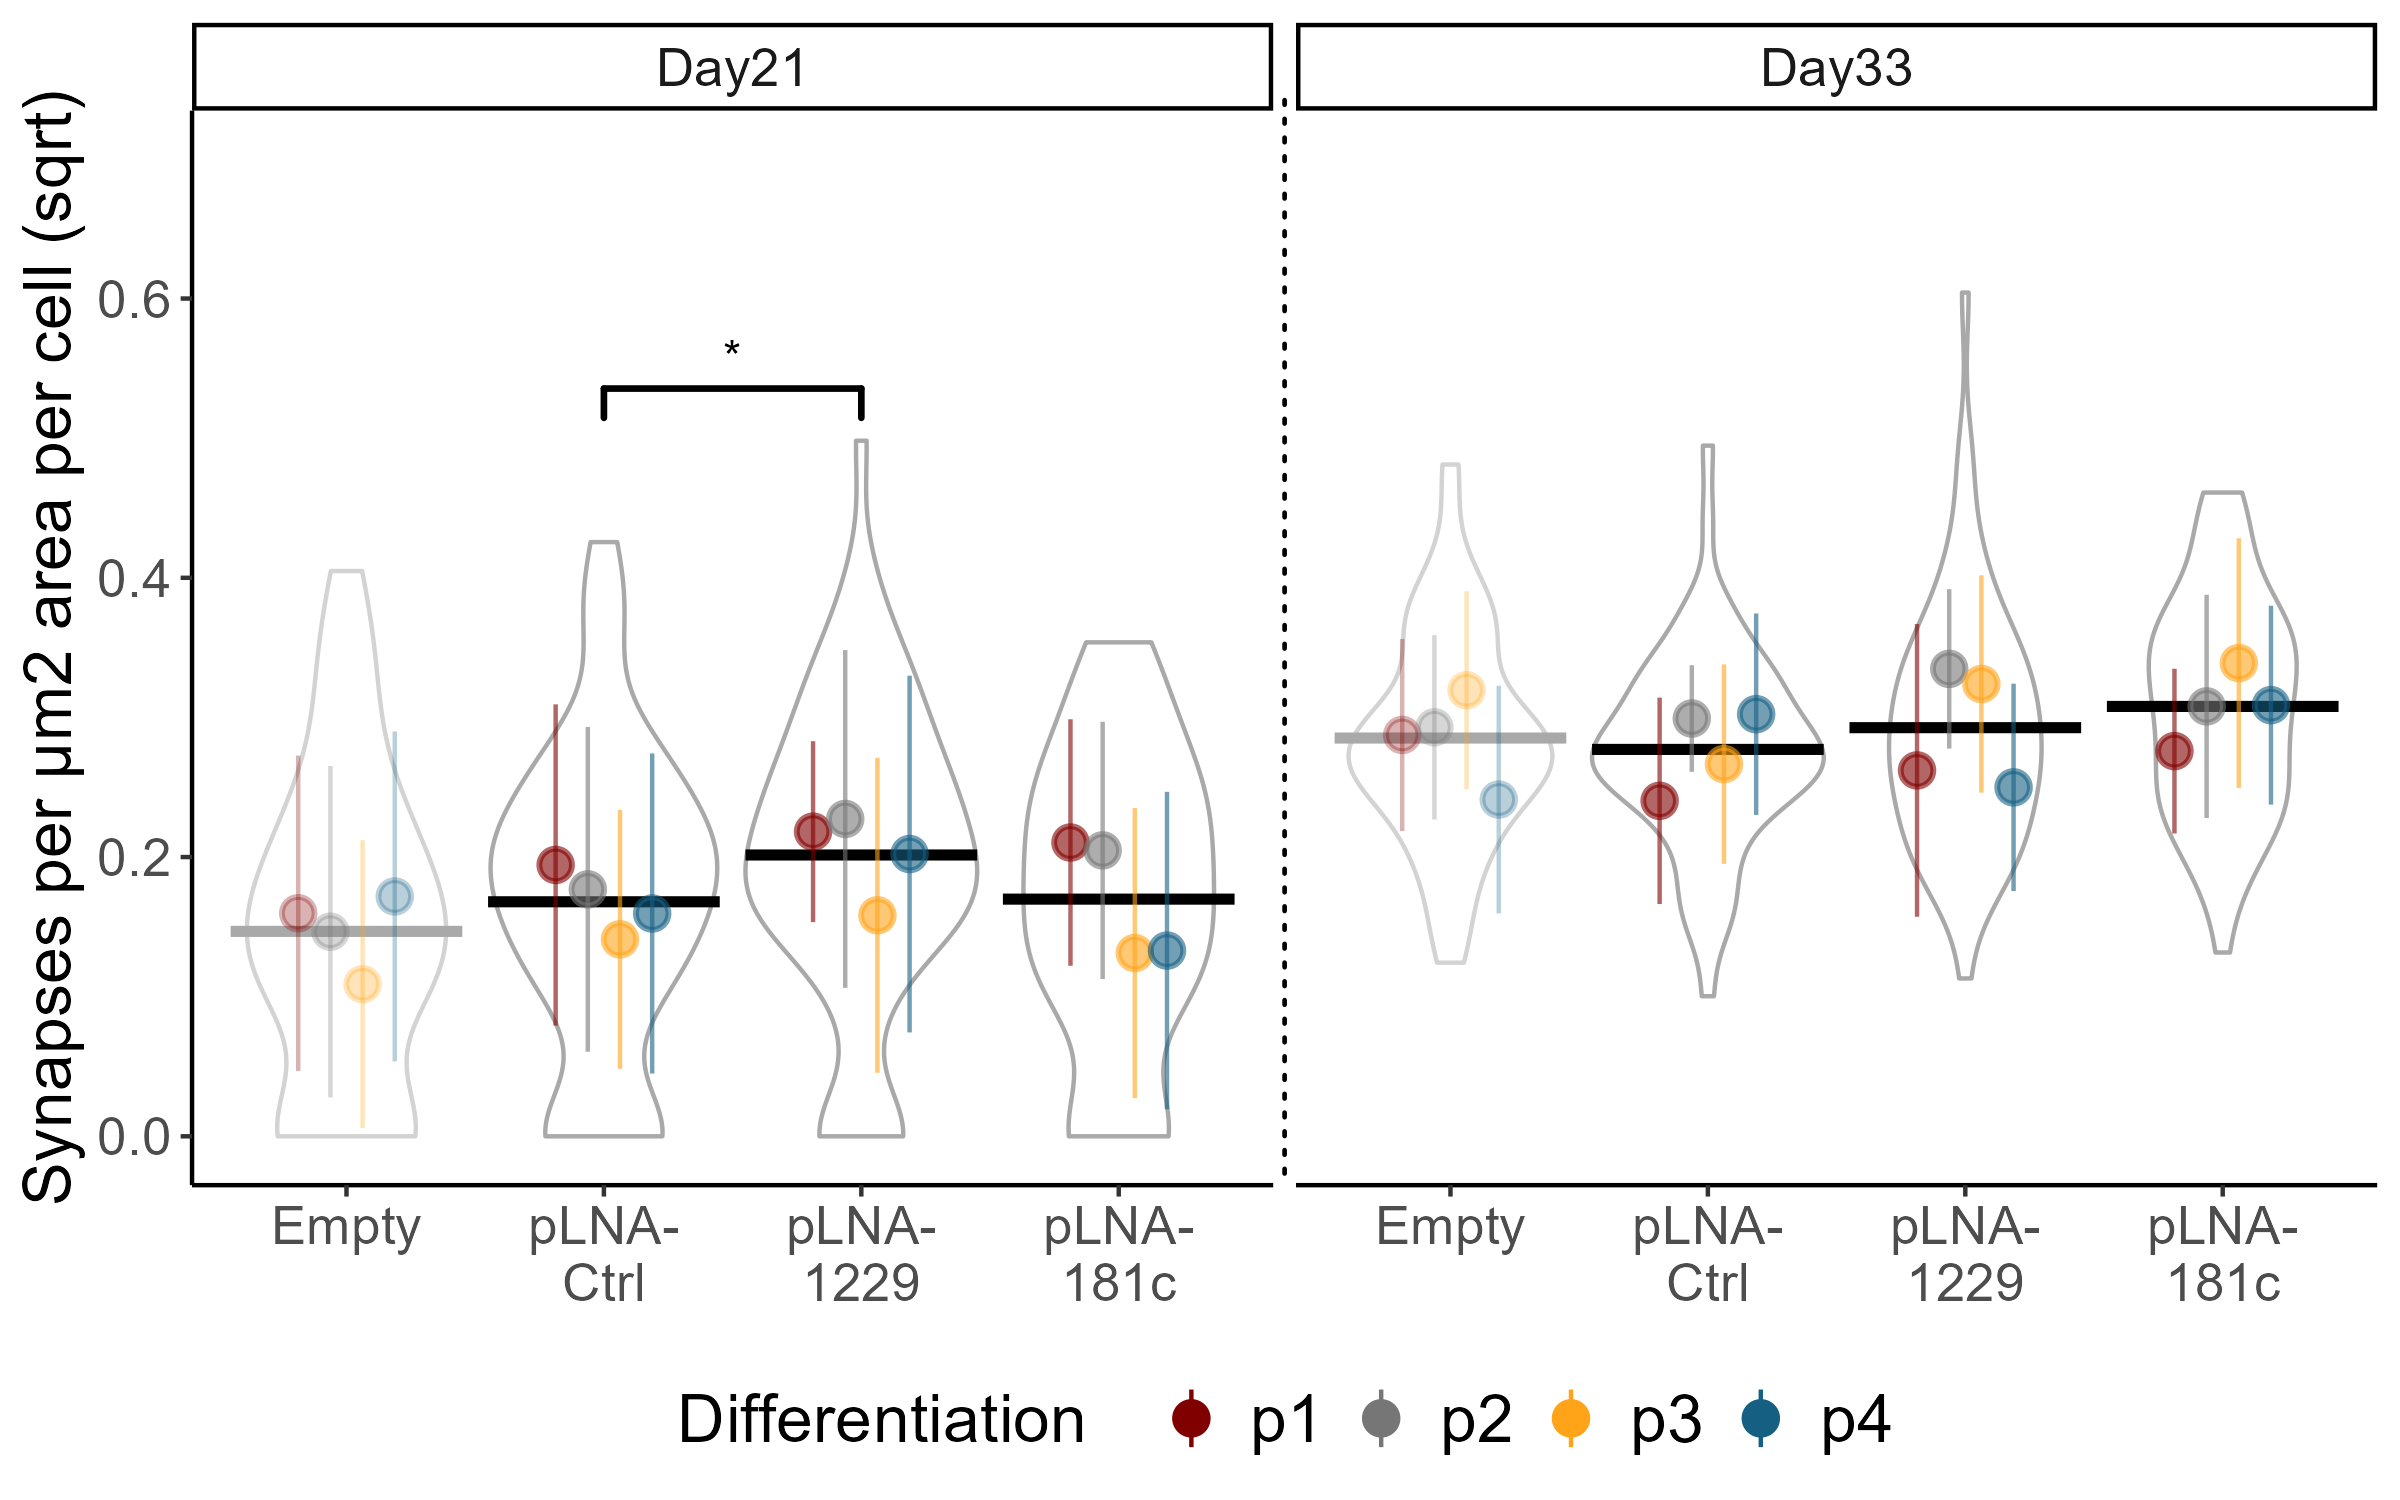 Day21
Day33
Synapses per µm2 area per cell (sqrt)
0.6
0.4
0.2
0.0
*
Empty
pLNA-
Ctrl
pLNA-
1229
pLNA-
181c
Empty
pLNA-
Ctrl
pLNA-
1229
pLNA-
181c
Differentiation p1 p2 p3 p4